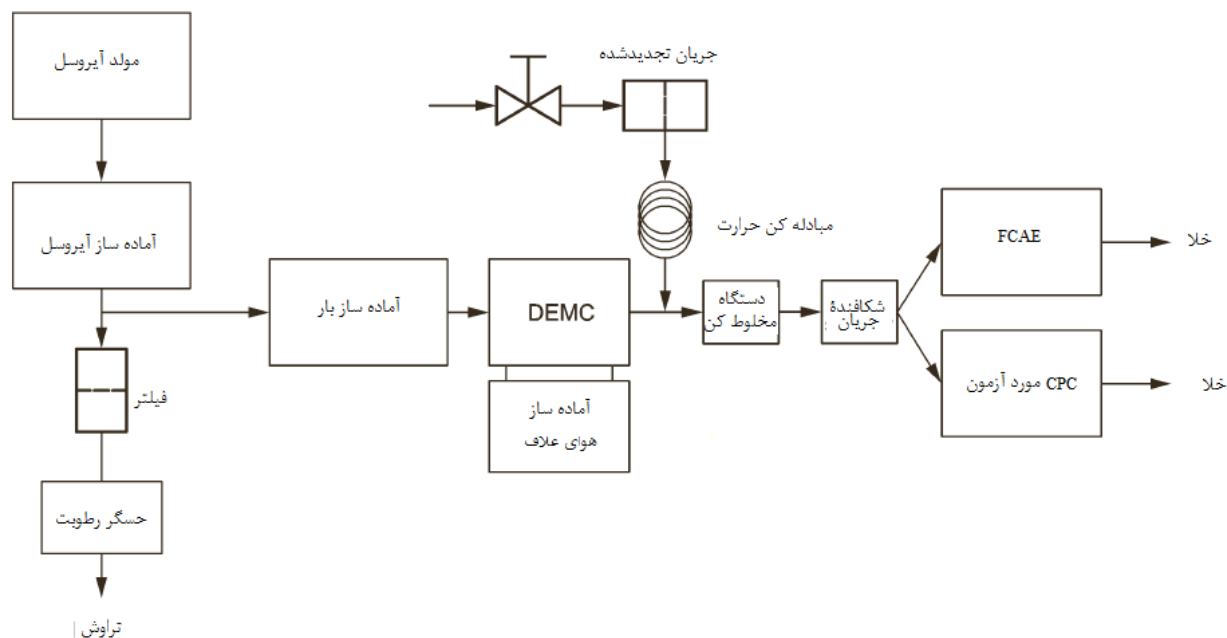 مولد آیروسل
جریان تجدیدشده
آماده ساز آیروسل
مبادله کن حرارت
FCAE
خلا
آماده ساز بار
DEMC
دستگاه
مخلوط کن
شکافندۀ
جریان
CPC مورد آزمون
خلا
فیلتر
آماده ساز
هوای علاف
حسگر رطوبت
تراوش |